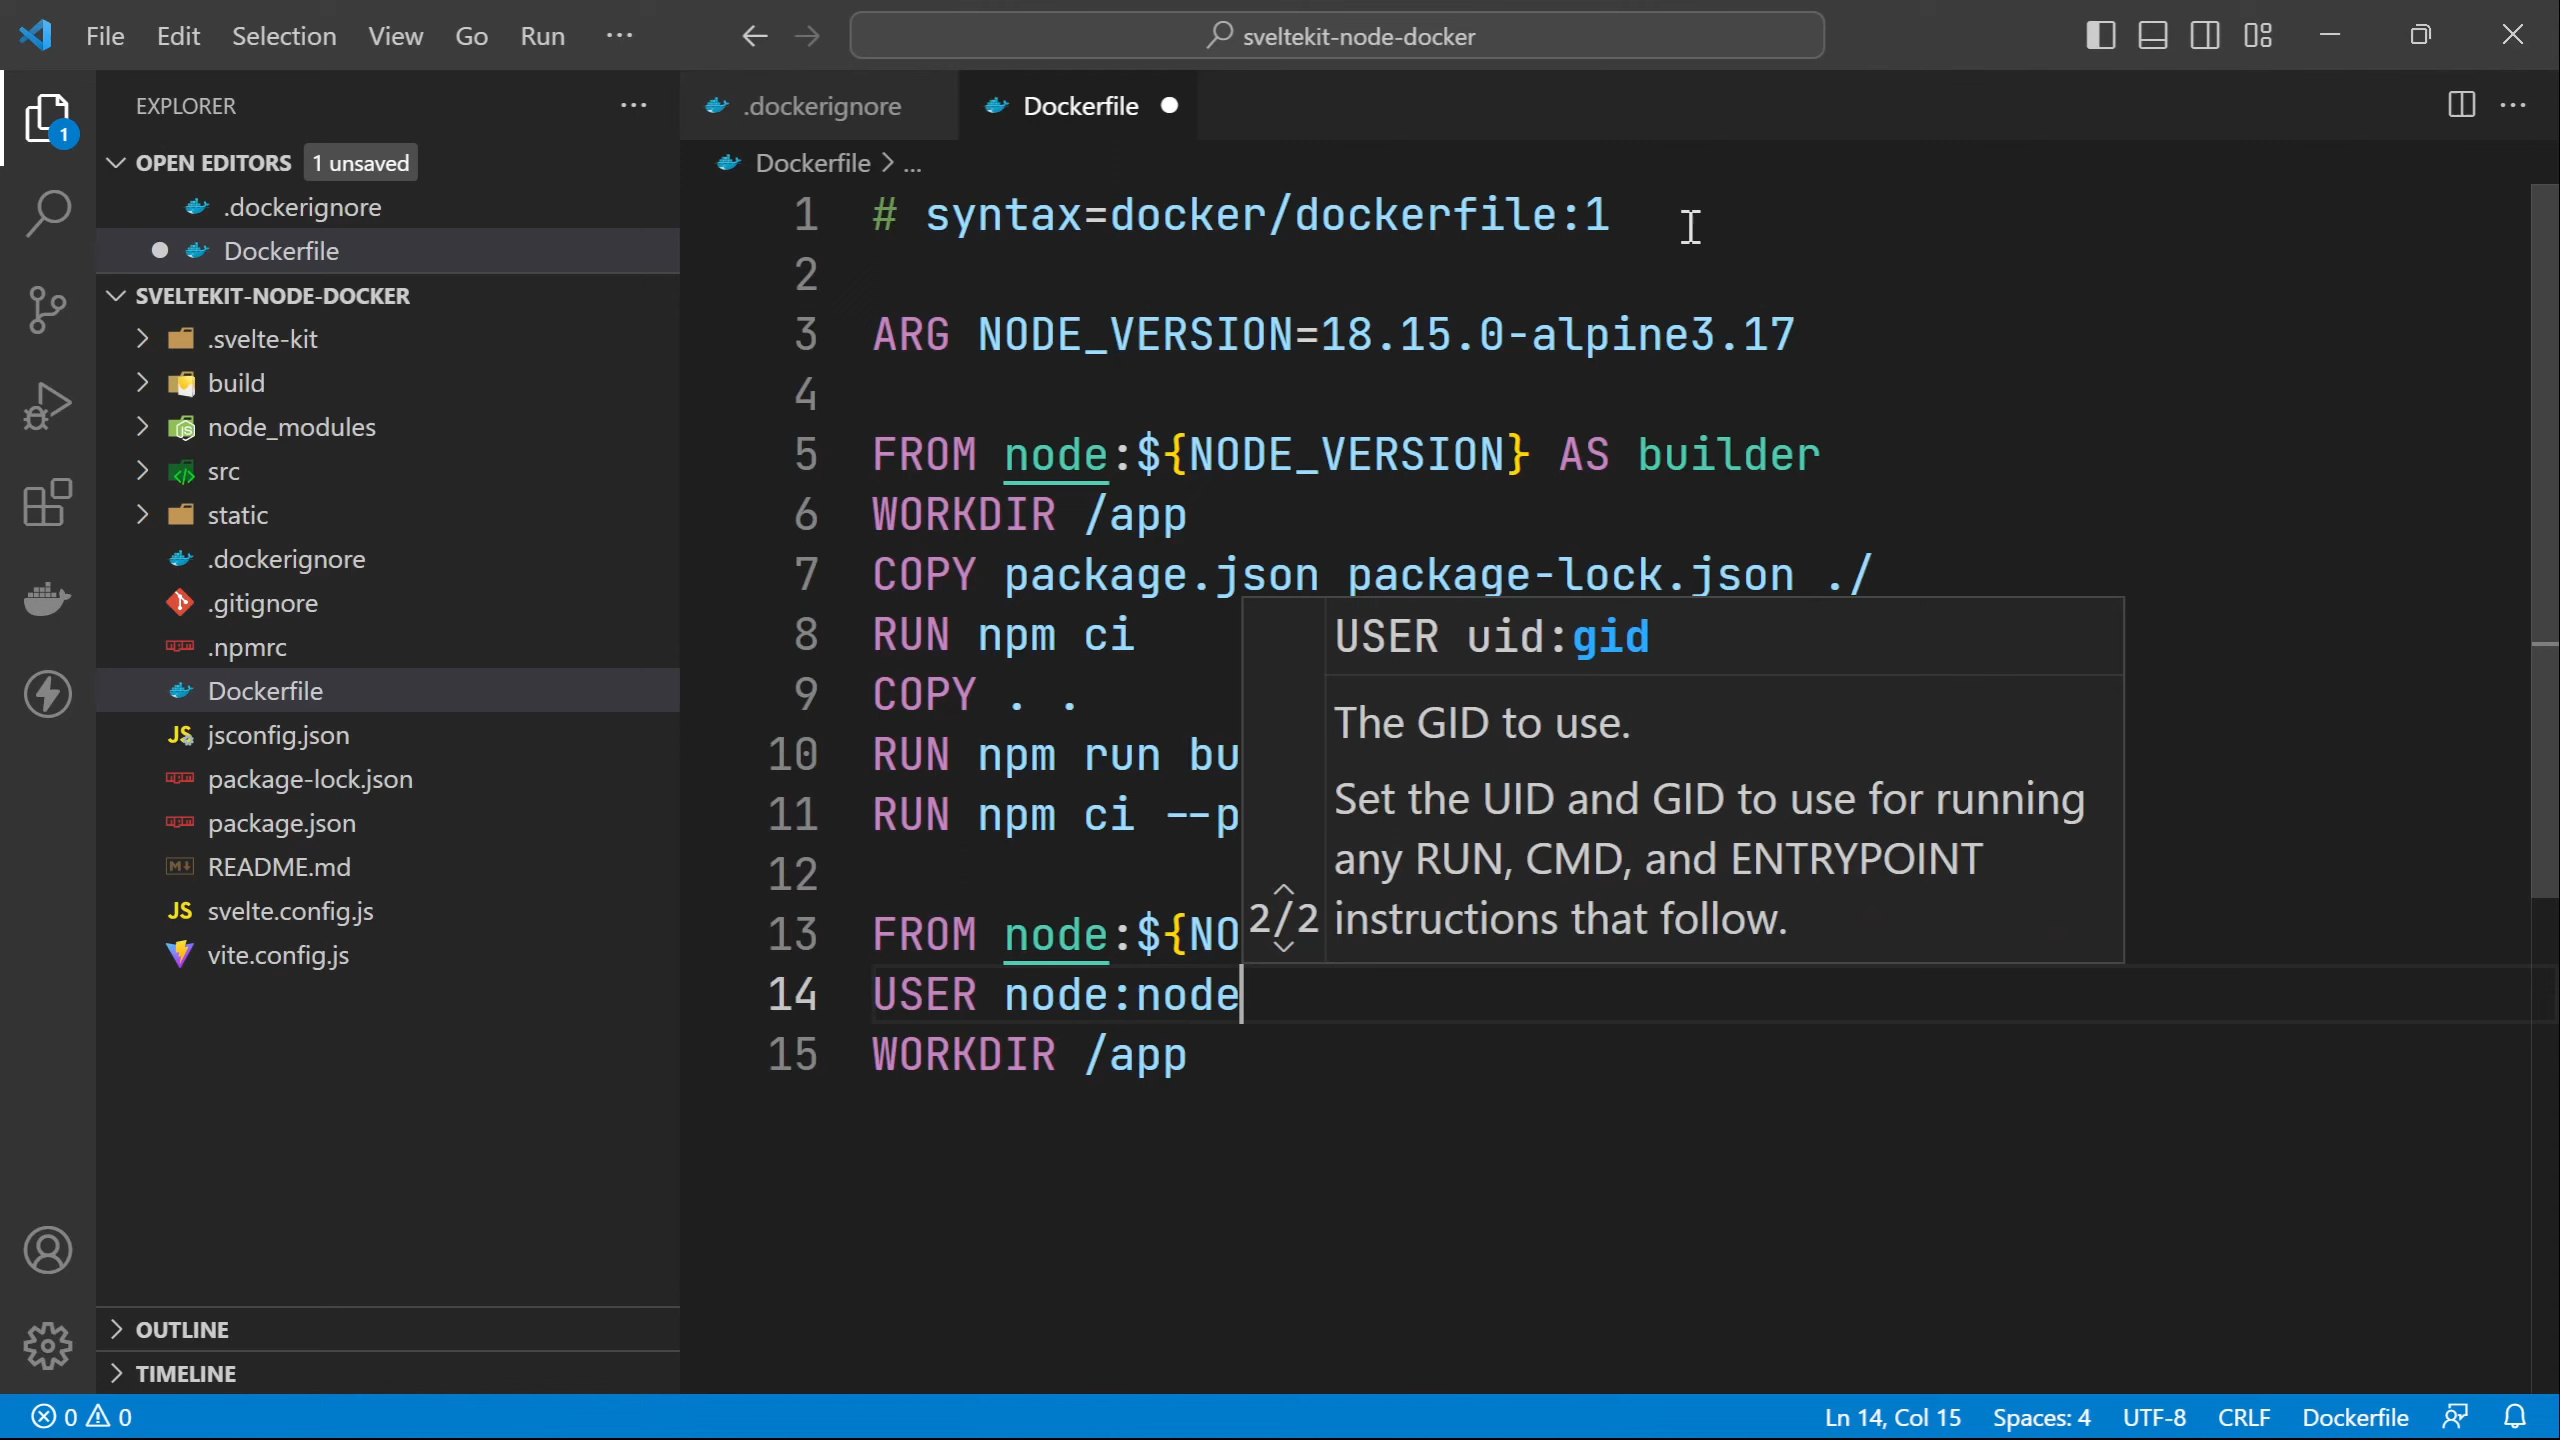 File Edit Selection View Go Run ...
sveltekit-node-docker
EXPLORER
1
OPEN EDITORS 1 unsaved
.dockerignore
Dockerfile
SVELTEKIT-NODE-DOCKER
.svelte-kit
build
node_modules
src
static
.dockerignore
.gitignore
.npmrc
Dockerfile
jsconfig.json
package-lock.json
package.json
README.md
svelte.config.js
vite.config.js
OUTLINE
TIMELINE
.dockerignore Dockerfile
Dockerfile > ...
1 # syntax=docker/dockerfile:1
2
3 ARG NODE_VERSION=18.15.0-alpine3.17
4
5 FROM node:${NODE_VERSION} AS builder
6 WORKDIR /app
7 COPY package.json package-lock.json ./
8 RUN npm ci
9 COPY . .
10 RUN npm run bu
11 RUN npm ci --p
12
13 FROM node:${NO
14 USER node:node
15 WORKDIR /app
USER uid:gid
The GID to use.
Set the UID and GID to use for running
any RUN, CMD, and ENTRYPOINT
instructions that follow.
2/2
0 0
Ln 14, Col 15 Spaces: 4 UTF-8 CRLF Dockerfile